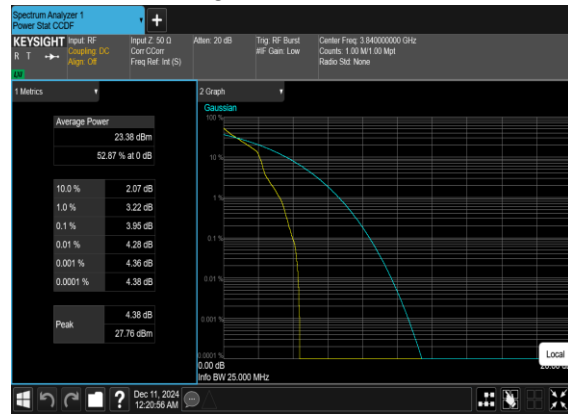 Spectrum Analyzer 1
Power Stat CCDF
KEYSIGHT
R T
LXI
Input: RF
Coupling: DC
Align: Off
Input Z: 50 Ω
Corr CCorr
Freq Ref: Int (S)
Atten: 20 dB
Trig: RF Burst
#IF Gain: Low
Center Freq: 3.840000000 GHz
Counts: 1.00 M/1.00 Mpt
Radio Std: None
1 Metrics
Average Power
23.38 dBm
52.87 % at 0 dB
10.0 % 2.07 dB
1.0 % 3.22 dB
0.1 % 3.95 dB
0.01 % 4.28 dB
0.001 % 4.36 dB
0.0001 % 4.38 dB
Peak
4.38 dB
27.76 dBm
2 Graph
Gaussian
100 %
10 %
1 %
0.1 %
0.01 %
0.001 %
0.0001 %
0.00 dB
Info BW 25.000 MHz
Local
Dec 11, 2024
12:20:56 AM